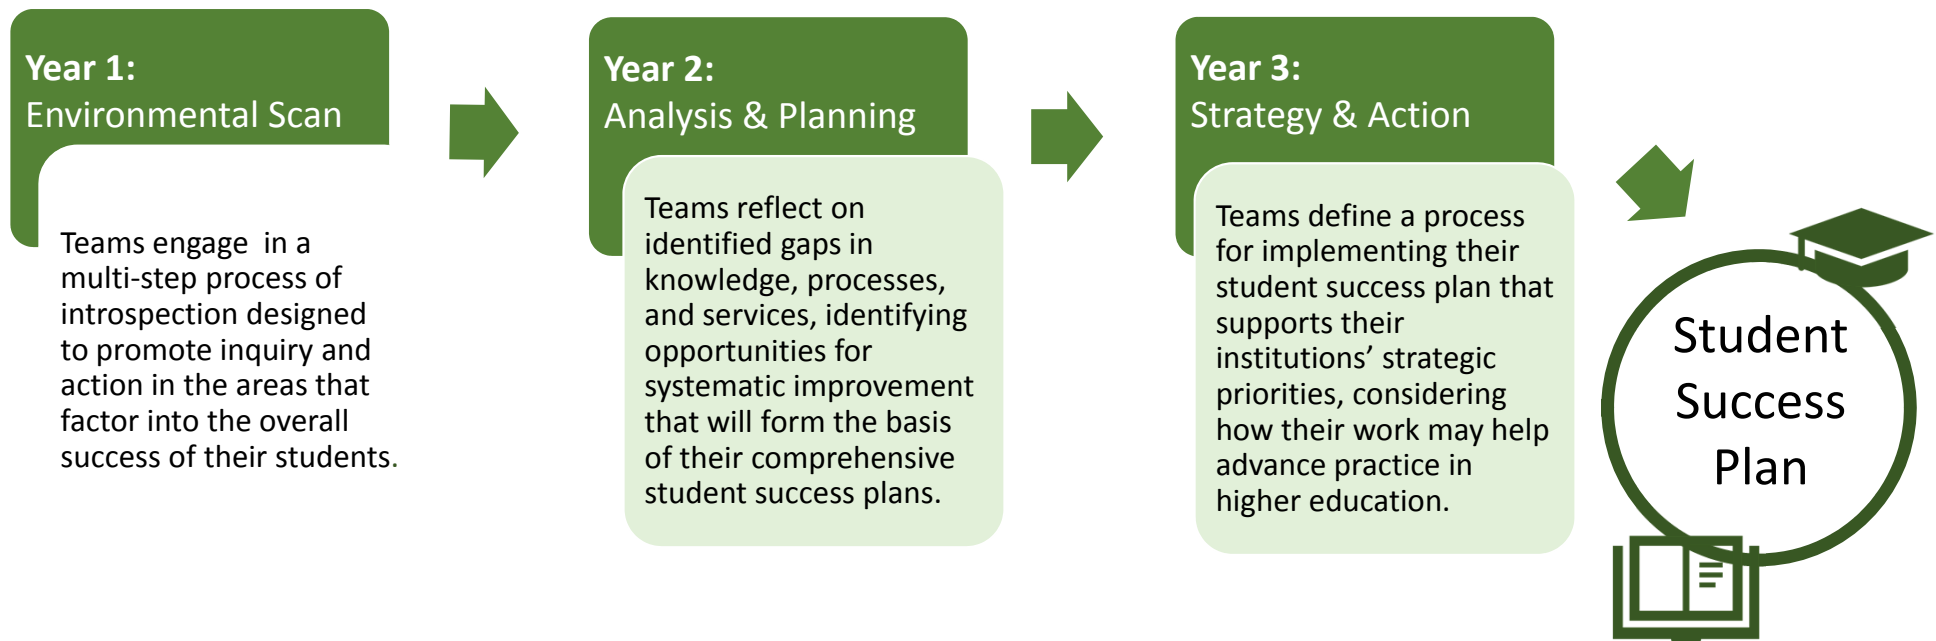 Year 1:
Environmental Scan
Teams engage  in a
multi-step process of
introspection designed
to promote inquiry and
action in the areas that
factor into the overall
success of their students.
Year 2:
Analysis & Planning
Teams reflect on
identified gaps in
knowledge, processes,
and services, identifying
opportunities for
systematic improvement
that will form the basis
of their comprehensive
student success plans.
Year 3:
Strategy & Action
Teams define a process
for implementing their
student success plan that
supports their
institutions’ strategic
priorities, considering
how their work may help
advance practice in
higher education.
Student
Success
Plan